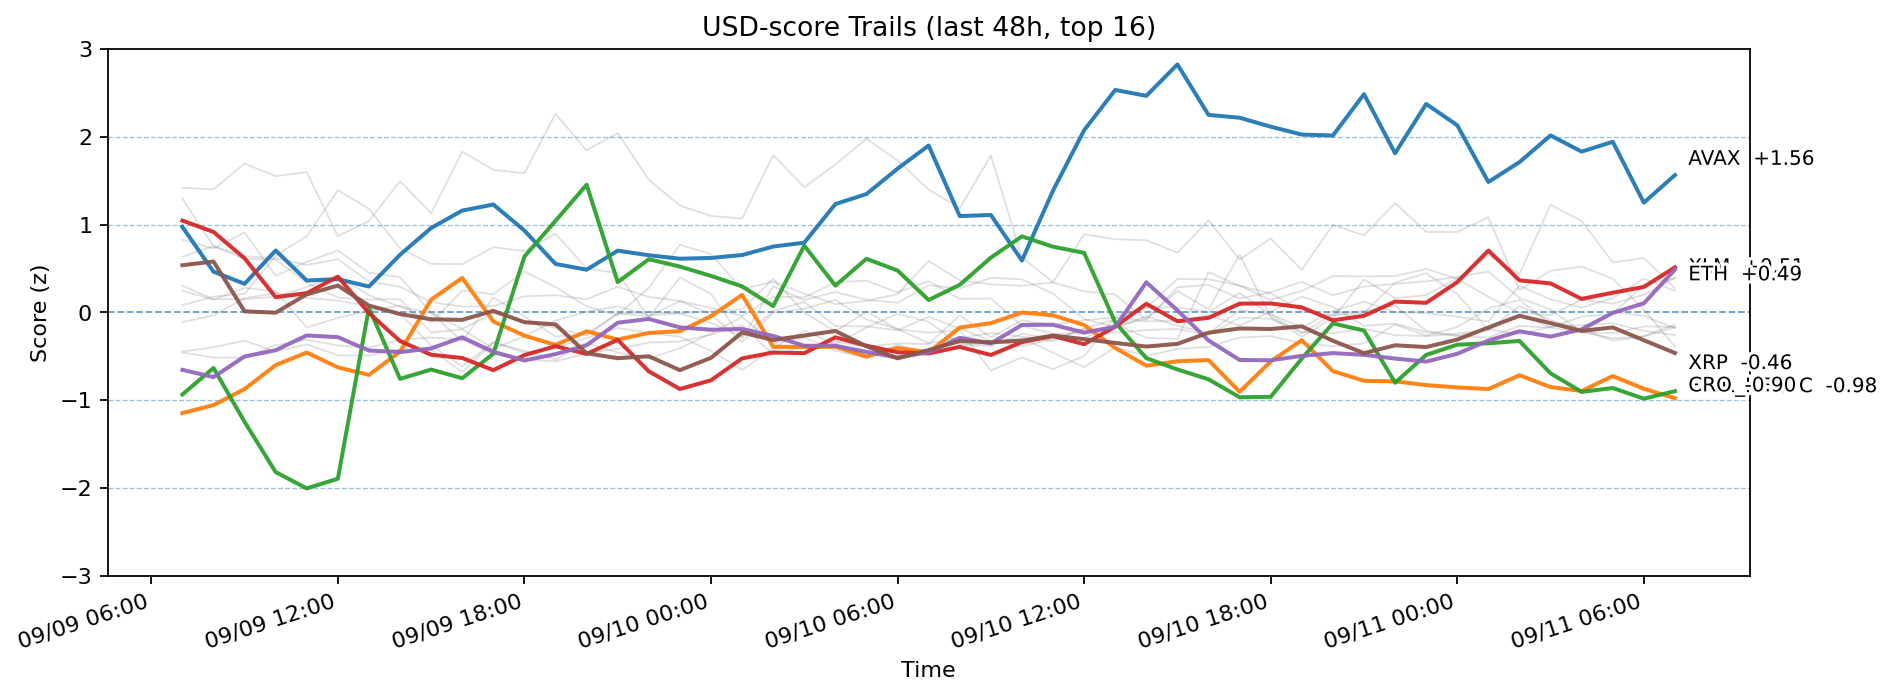 USD-score Trails (last 48h, top 16)
3
2
1
0
−1
−2
−3
Score (z)
AVAX +1.56
ETH +0.49
XRP -0.46
CRO -0.90
-0.98
09/09 06:00
09/09 12:00
09/09 18:00
09/10 00:00
09/10 06:00
09/10 12:00
09/10 18:00
09/11 00:00
09/11 06:00
Time